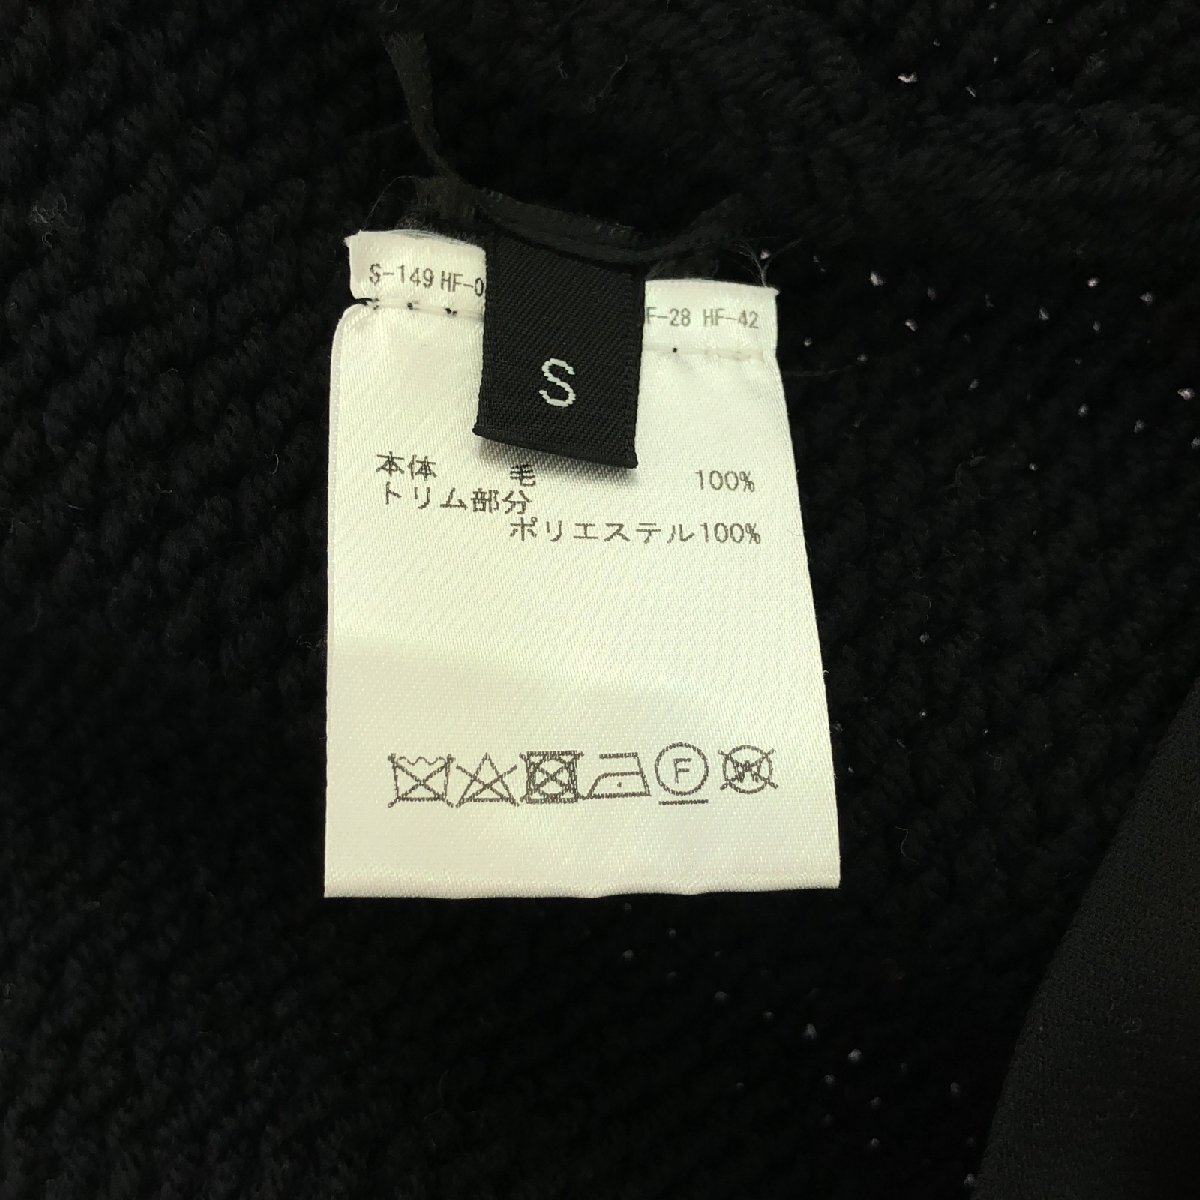 S-149 HF-0
F-28 HF-42
S
本体 毛 100%
トリム部分
ポリエステル100%
F
W